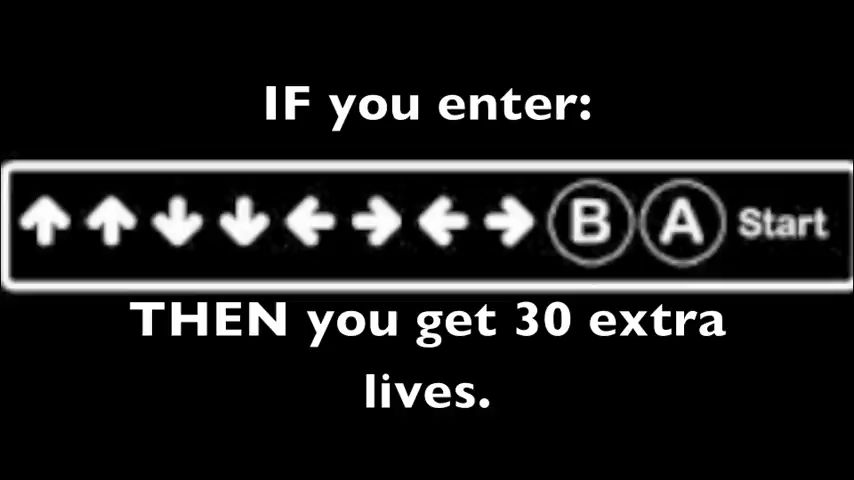 IF you enter:
↑ ↑ ↓ ↓ ← → ← → B A Start
THEN you get 30 extra
lives.